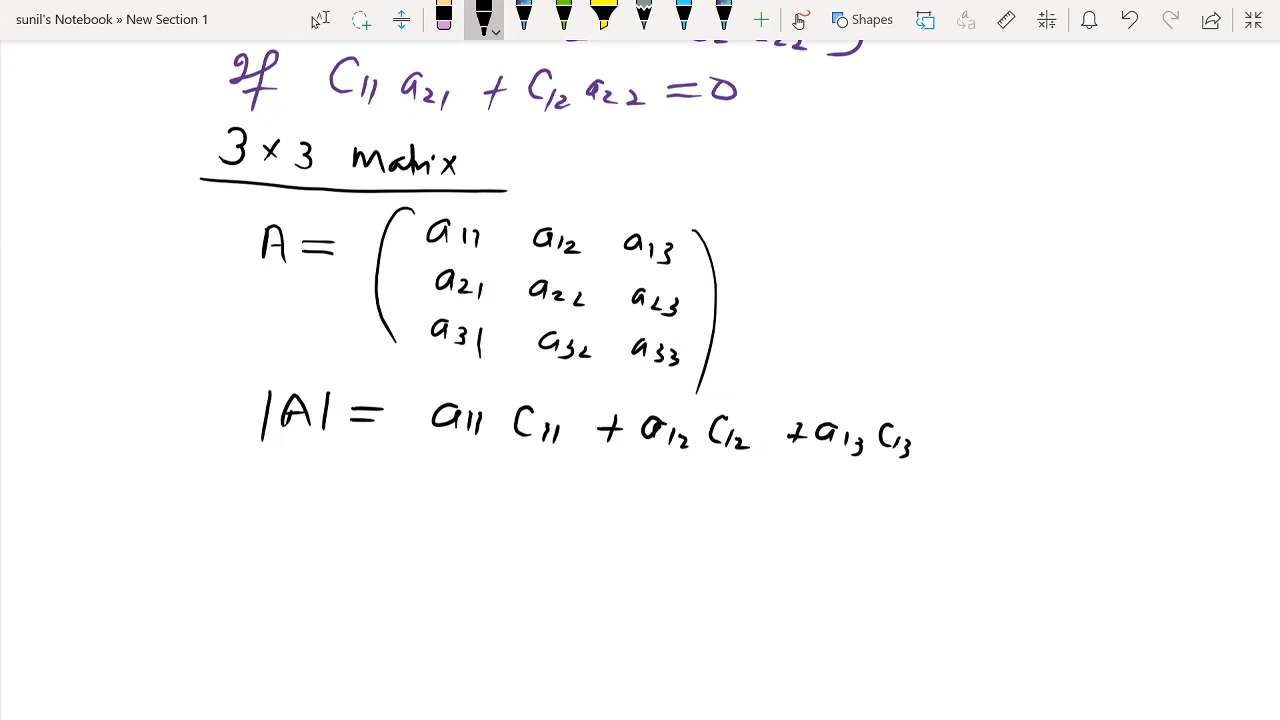 sunil's Notebook » New Section 1
Shapes
If C11 a21 + C12 a22 = 0
3 × 3 matrix
A = ( a11 a12 a13
a21 a22 a23
a31 a32 a33 )
|A| = a11 C11 + a12 C12 + a13 C13